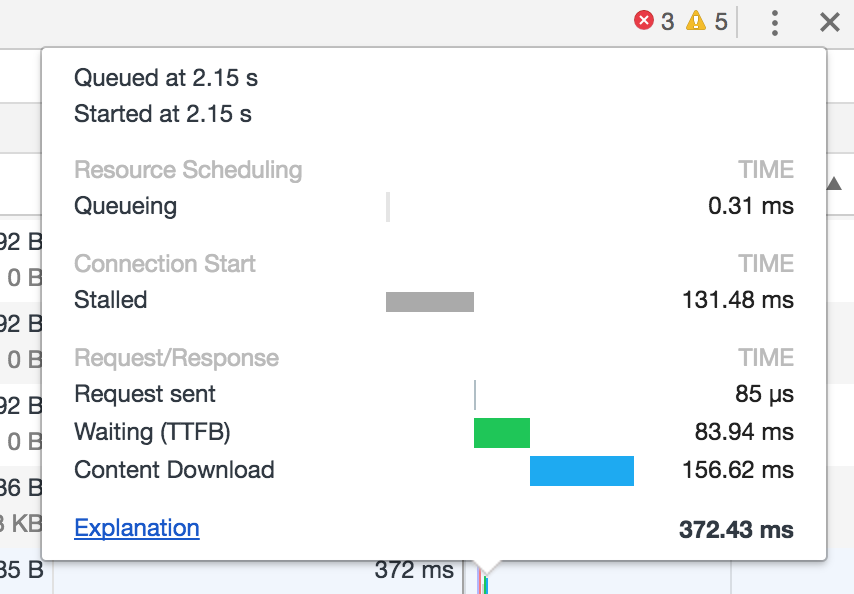 3 5
Queued at 2.15 s
Started at 2.15 s
Resource Scheduling TIME
Queueing 0.31 ms
92 B
0 B
Connection Start TIME
Stalled 131.48 ms
92 B
0 B
Request/Response TIME
Request sent 85 µs
92 B
Waiting (TTFB) 83.94 ms
0 B
Content Download 156.62 ms
36 B
Explanation 372.43 ms
KB
35 B 372 ms